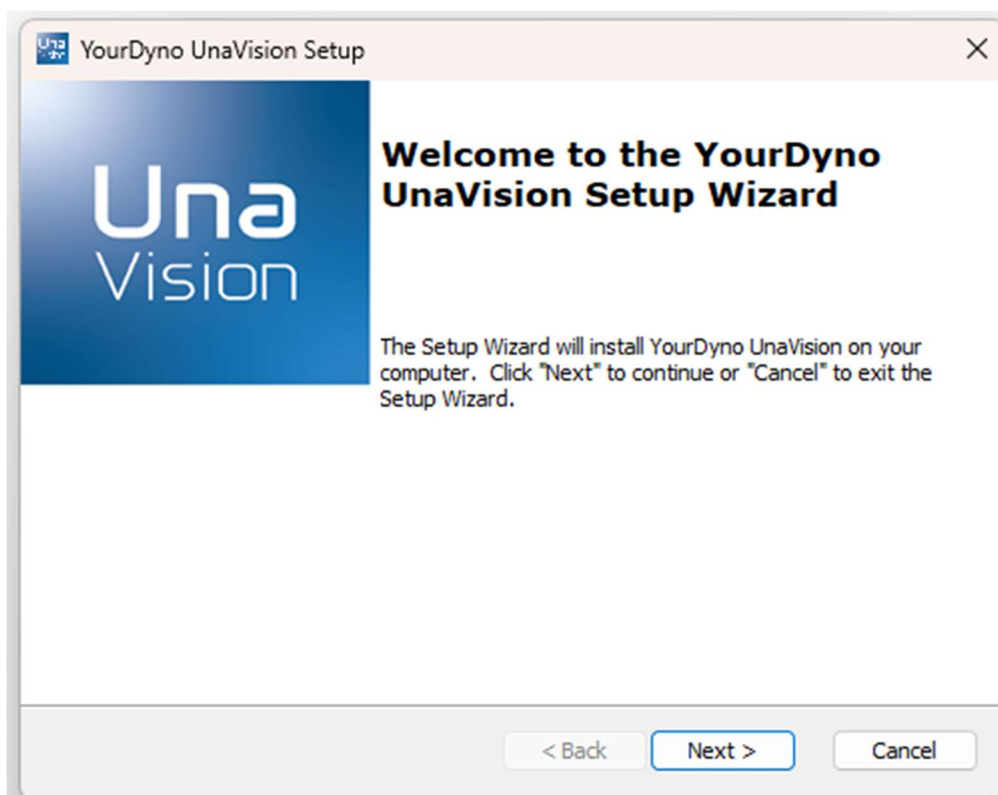 YourDyno UnaVision Setup
Una
Vision
Welcome to the YourDyno
UnaVision Setup Wizard
The Setup Wizard will install YourDyno UnaVision on your
computer.  Click "Next" to continue or "Cancel" to exit the
Setup Wizard.
< Back
Next >
Cancel